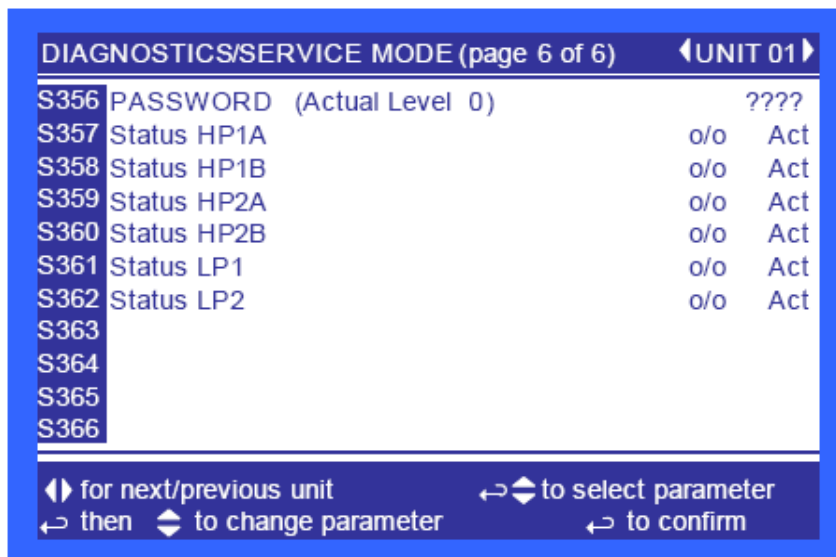 DIAGNOSTICS/SERVICE MODE (page 6 of 6) UNIT 01
S356 PASSWORD (Actual Level 0) ????
S357 Status HP1A o/o Act
S358 Status HP1B o/o Act
S359 Status HP2A o/o Act
S360 Status HP2B o/o Act
S361 Status LP1 o/o Act
S362 Status LP2 o/o Act
S363
S364
S365
S366
for next/previous unit to select parameter
then to change parameter to confirm